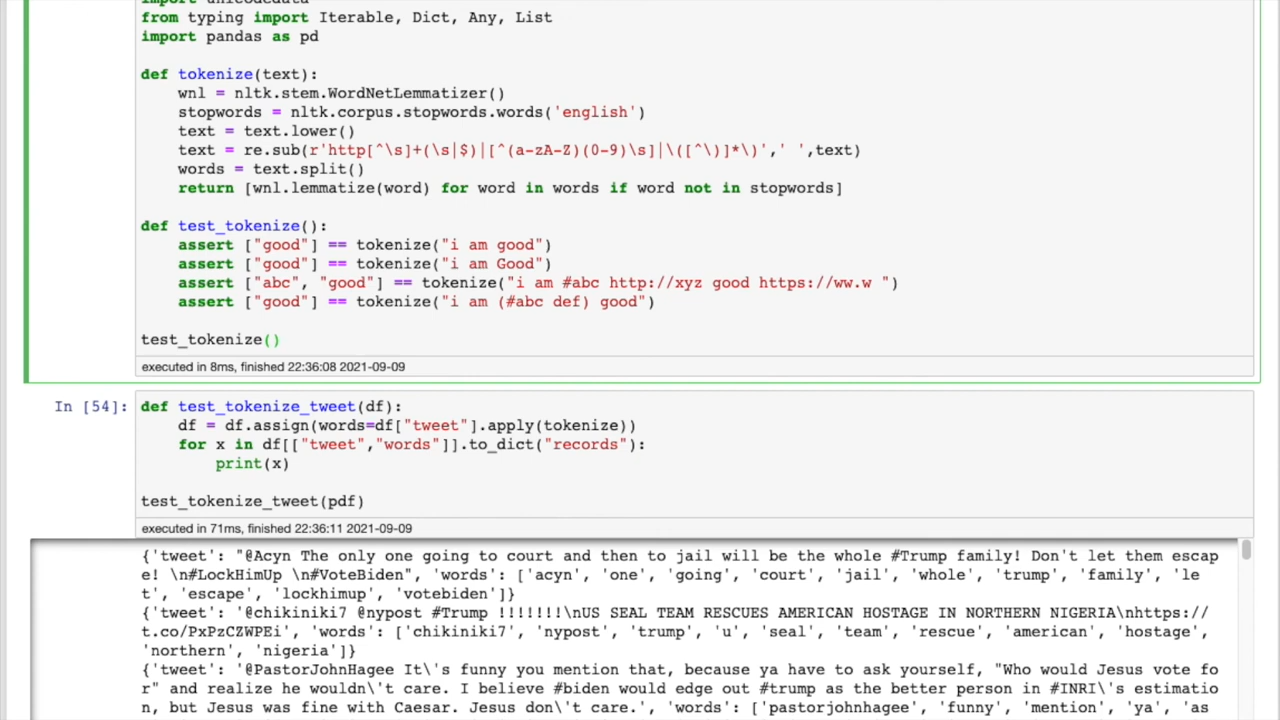 import unicodedata
from typing import Iterable, Dict, Any, List
import pandas as pd
def tokenize(text):
wnl = nltk.stem.WordNetLemmatizer()
stopwords = nltk.corpus.stopwords.words('english')
text = text.lower()
text = re.sub(r'http[^\s]+(\s|$)|[^(a-zA-Z)(0-9)\s]|\([^\)]*\)',' ',text)
words = text.split()
return [wnl.lemmatize(word) for word in words if word not in stopwords]
def test_tokenize():
assert ["good"] == tokenize("i am good")
assert ["good"] == tokenize("i am Good")
assert ["abc", "good"] == tokenize("i am #abc http://xyz good https://ww.w ")
assert ["good"] == tokenize("i am (#abc def) good")
test_tokenize()
executed in 8ms, finished 22:36:08 2021-09-09
In [54]: def test_tokenize_tweet(df):
df = df.assign(words=df["tweet"].apply(tokenize))
for x in df[["tweet","words"]].to_dict("records"):
print(x)
test_tokenize_tweet(pdf)
executed in 71ms, finished 22:36:11 2021-09-09
{'tweet': "@Acyn The only one going to court and then to jail will be the whole #Trump family! Don't let them escap
e! \n#LockHimUp \n#VoteBiden", 'words': ['acyn', 'one', 'going', 'court', 'jail', 'whole', 'trump', 'family', 'le
t', 'escape', 'lockhimup', 'votebiden']}
{'tweet': '@chikiniki7 @nypost #Trump !!!!!!!\nUS SEAL TEAM RESCUES AMERICAN HOSTAGE IN NORTHERN NIGERIA\nhttps://
t.co/PxPzCZWPEi', 'words': ['chikiniki7', 'nypost', 'trump', 'u', 'seal', 'team', 'rescue', 'american', 'hostage',
'northern', 'nigeria']}
{'tweet': '@PastorJohnHagee It\'s funny you mention that, because ya have to ask yourself, "Who would Jesus vote fo
r" and realize he wouldn\'t care. I believe #biden would edge out #trump as the better person in #INRI\'s estimatio
n, but Jesus was fine with Caesar. Jesus don\'t care.', 'words': ['pastorjohnhagee', 'funny', 'mention', 'ya', 'as